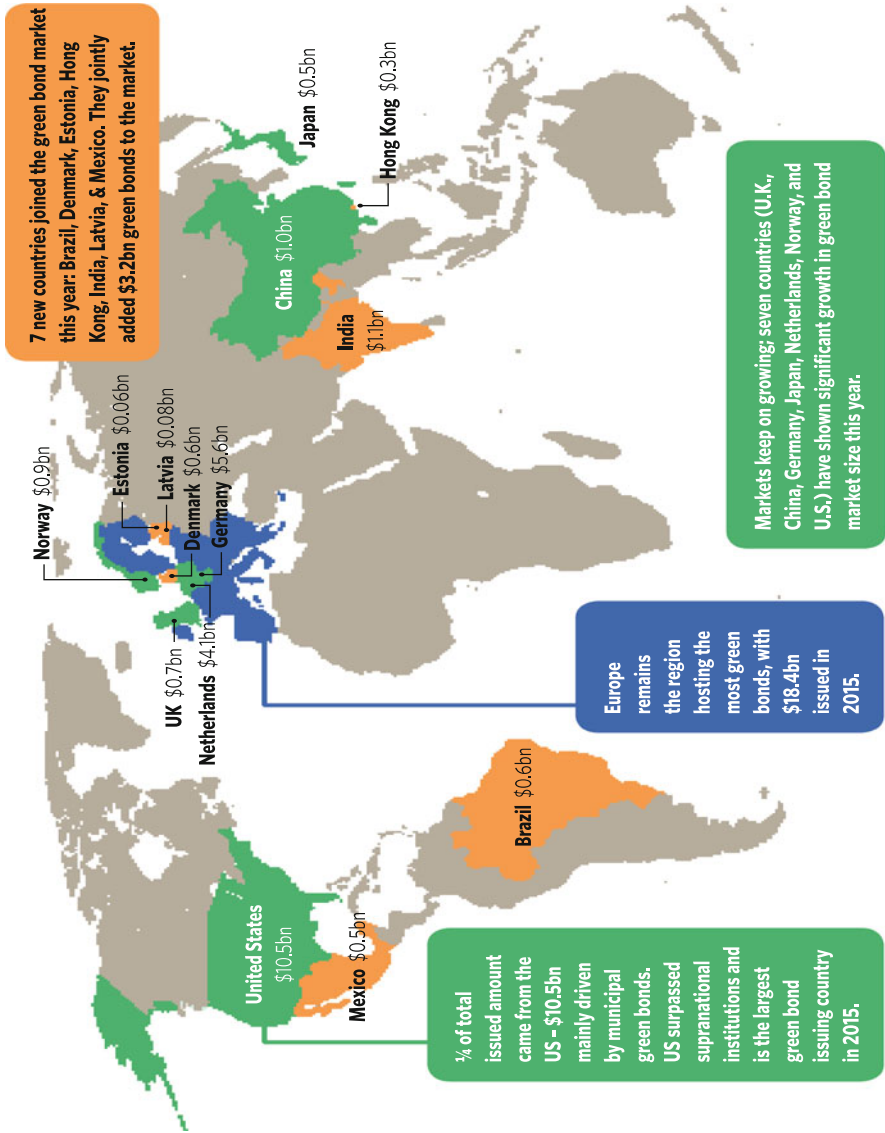 7 new countries joined the green bond market
this year: Brazil, Denmark, Estonia, Hong
Kong, India, Latvia, & Mexico. They jointly
added $3.2bn green bonds to the market.
Norway $0.9bn
Estonia $0.06bn
Latvia $0.08bn
Denmark $0.6bn
Germany $5.6bn
UK $0.7bn
Netherlands $4.1bn
Japan $0.5bn
China $1.0bn
Hong Kong $0.3bn
India
$1.1bn
United States
$10.5bn
Mexico $0.5bn
Brazil $0.6bn
¼ of total
issued amount
came from the
US – $10.5bn
mainly driven
by municipal
green bonds.
US surpassed
supranational
institutions and
is the largest
green bond
issuing country
in 2015.
Europe
remains
the region
hosting the
most green
bonds, with
$18.4bn
issued in
2015.
Markets keep on growing; seven countries (U.K.,
China, Germany, Japan, Netherlands, Norway, and
U.S.) have shown significant growth in green bond
market size this year.